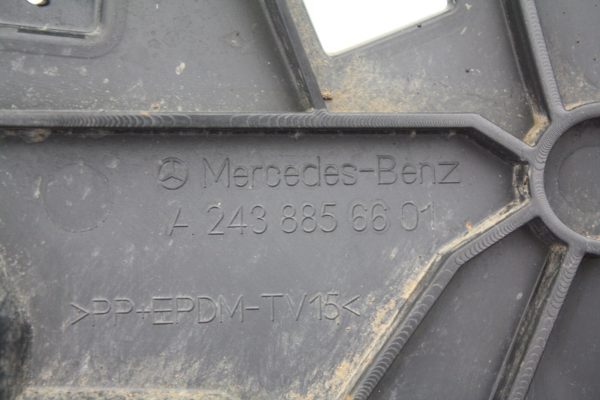 Mercedes-Benz
A 243 885 66 01
>PP+EPDM-TV15<